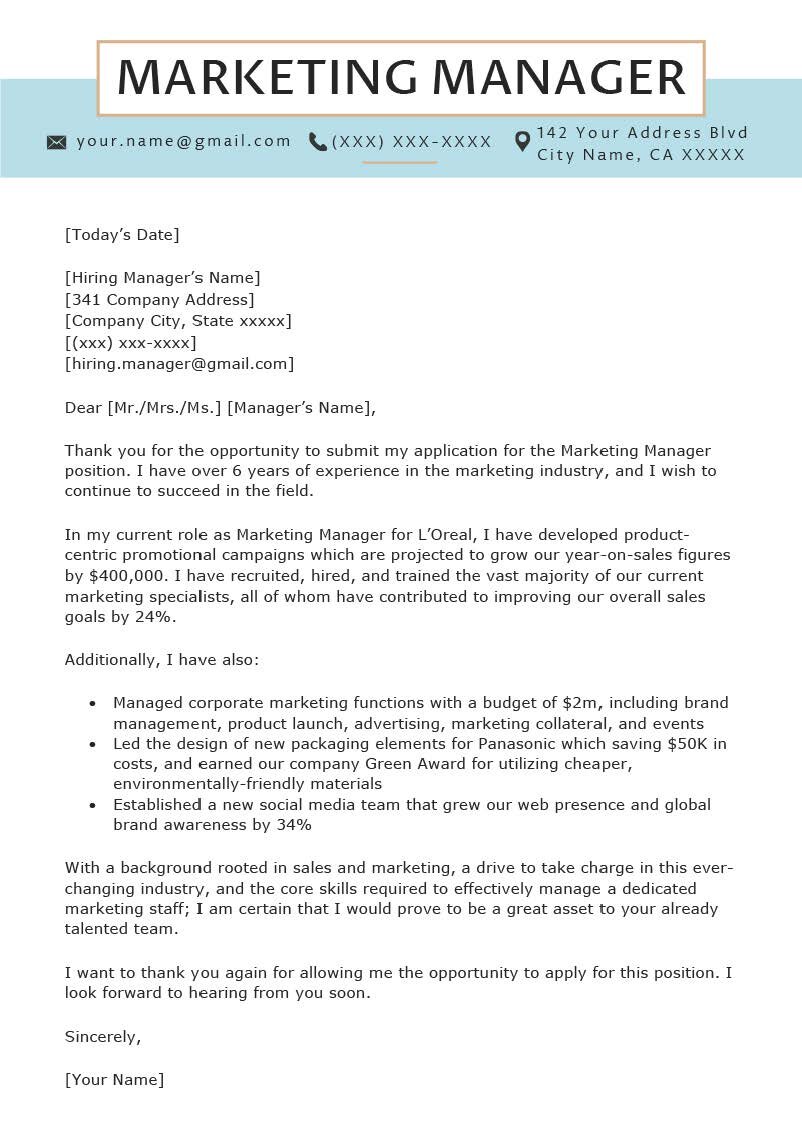 MARKETING MANAGER
your.name@gmail.com
(XXX) XXX-XXXX
142 Your Address Blvd
City Name, CA XXXXX
[Today’s Date]
[Hiring Manager’s Name]
[341 Company Address]
[Company City, State xxxxx]
[(xxx) xxx-xxxx]
[hiring.manager@gmail.com]
Dear [Mr./Mrs./Ms.] [Manager’s Name],
Thank you for the opportunity to submit my application for the Marketing Manager
position. I have over 6 years of experience in the marketing industry, and I wish to
continue to succeed in the field.
In my current role as Marketing Manager for L’Oreal, I have developed product-
centric promotional campaigns which are projected to grow our year-on-sales figures
by $400,000. I have recruited, hired, and trained the vast majority of our current
marketing specialists, all of whom have contributed to improving our overall sales
goals by 24%.
Additionally, I have also:
• Managed corporate marketing functions with a budget of $2m, including brand
management, product launch, advertising, marketing collateral, and events
• Led the design of new packaging elements for Panasonic which saving $50K in
costs, and earned our company Green Award for utilizing cheaper,
environmentally-friendly materials
• Established a new social media team that grew our web presence and global
brand awareness by 34%
With a background rooted in sales and marketing, a drive to take charge in this ever-
changing industry, and the core skills required to effectively manage a dedicated
marketing staff; I am certain that I would prove to be a great asset to your already
talented team.
I want to thank you again for allowing me the opportunity to apply for this position. I
look forward to hearing from you soon.
Sincerely,
[Your Name]